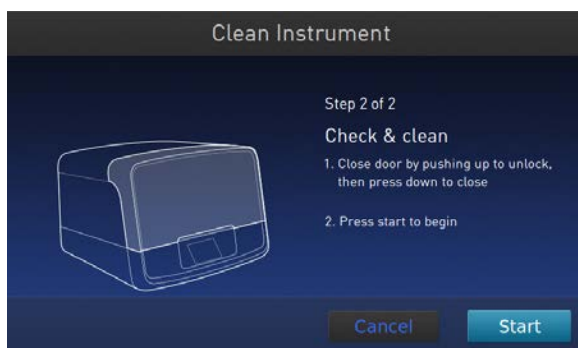 Clean Instrument
Step 2 of 2
Check & clean
1. Close door by pushing up to unlock,
then press down to close
2. Press start to begin
Cancel
Start